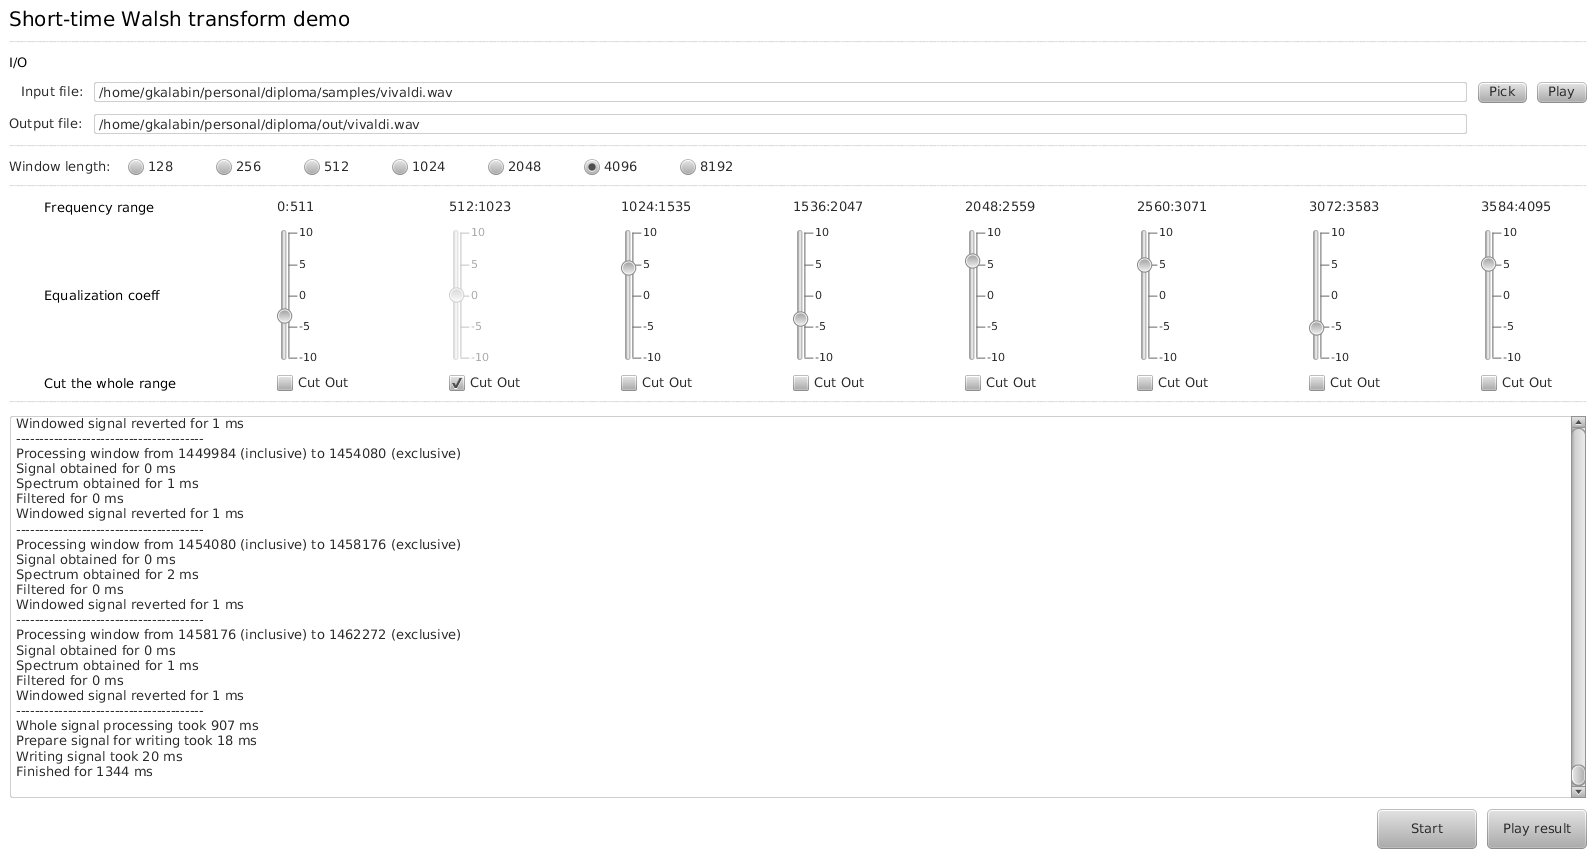 Short-time Walsh transform demo
I/O
Input file: /home/gkalabin/personal/diploma/samples/vivaldi.wav Pick Play
Output file: /home/gkalabin/personal/diploma/out/vivaldi.wav
Window length: 128 256 512 1024 2048 4096 8192
Frequency range 0:511 512:1023 1024:1535 1536:2047 2048:2559 2560:3071 3072:3583 3584:4095
10 10 10 10 10 10 10 10
5 5 5 5 5 5 5 5
Equalization coeff 0 0 0 0 0 0 0 0
-5 -5 -5 -5 -5 -5 -5 -5
-10 -10 -10 -10 -10 -10 -10 -10
Cut the whole range Cut Out Cut Out Cut Out Cut Out Cut Out Cut Out Cut Out Cut Out
Windowed signal reverted for 1 ms
----------------------------------------
Processing window from 1449984 (inclusive) to 1454080 (exclusive)
Signal obtained for 0 ms
Spectrum obtained for 1 ms
Filtered for 0 ms
Windowed signal reverted for 1 ms
----------------------------------------
Processing window from 1454080 (inclusive) to 1458176 (exclusive)
Signal obtained for 0 ms
Spectrum obtained for 2 ms
Filtered for 0 ms
Windowed signal reverted for 1 ms
----------------------------------------
Processing window from 1458176 (inclusive) to 1462272 (exclusive)
Signal obtained for 0 ms
Spectrum obtained for 1 ms
Filtered for 0 ms
Windowed signal reverted for 1 ms
----------------------------------------
Whole signal processing took 907 ms
Prepare signal for writing took 18 ms
Writing signal took 20 ms
Finished for 1344 ms
Start Play result